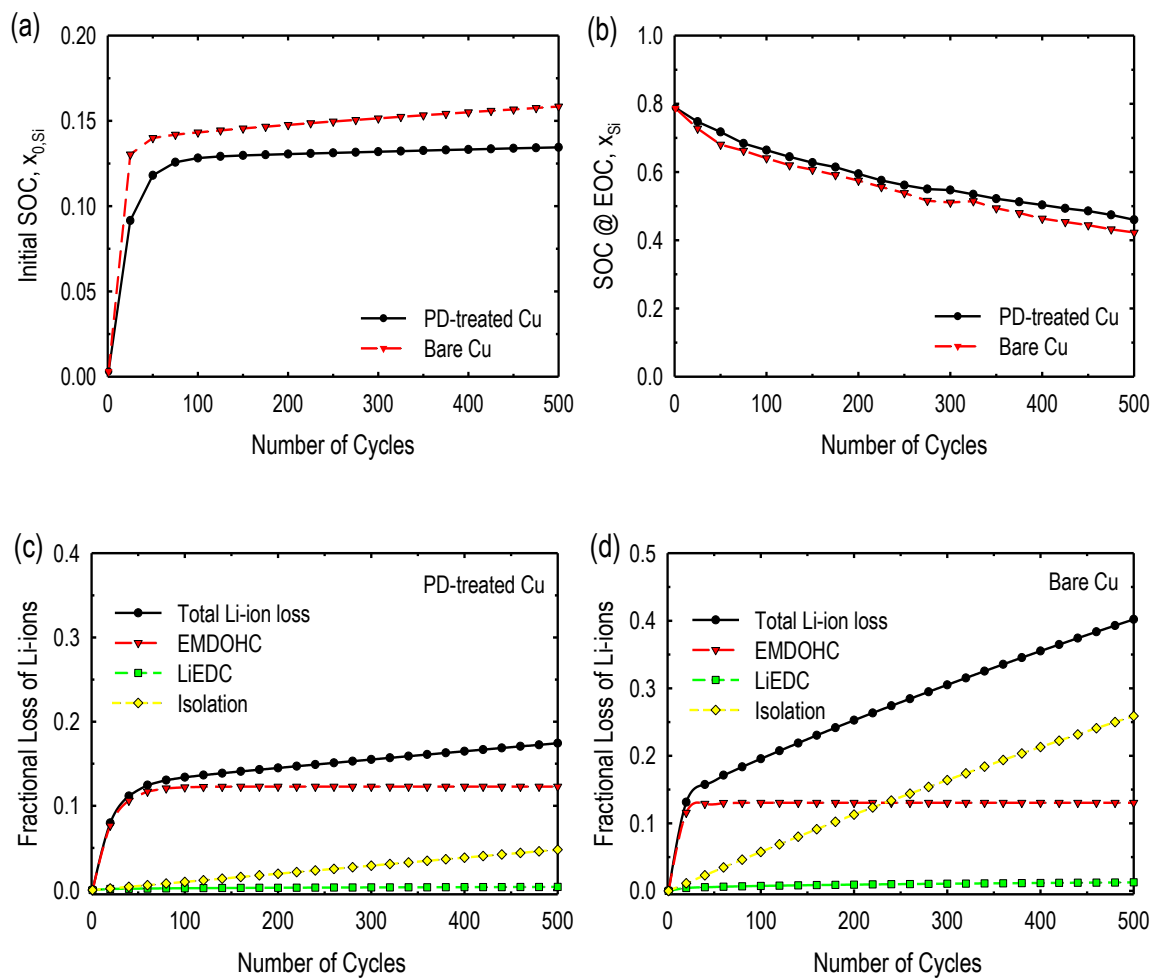 (a)
0.20
0.15
0.10
0.05
0.00
Initial SOC, x0,Si
PD-treated Cu
Bare Cu
0 100 200 300 400 500
Number of Cycles
(b)
1.0
0.8
0.6
0.4
0.2
0.0
SOC @ EOC, xSi
PD-treated Cu
Bare Cu
0 100 200 300 400 500
Number of Cycles
(c)
0.4
0.3
0.2
0.1
0.0
Fractional Loss of Li-ions
PD-treated Cu
Total Li-ion loss
EMDOHC
LiEDC
Isolation
0 100 200 300 400 500
Number of Cycles
(d)
0.5
0.4
0.3
0.2
0.1
0.0
Fractional Loss of Li-ions
Bare Cu
Total Li-ion loss
EMDOHC
LiEDC
Isolation
0 100 200 300 400 500
Number of Cycles